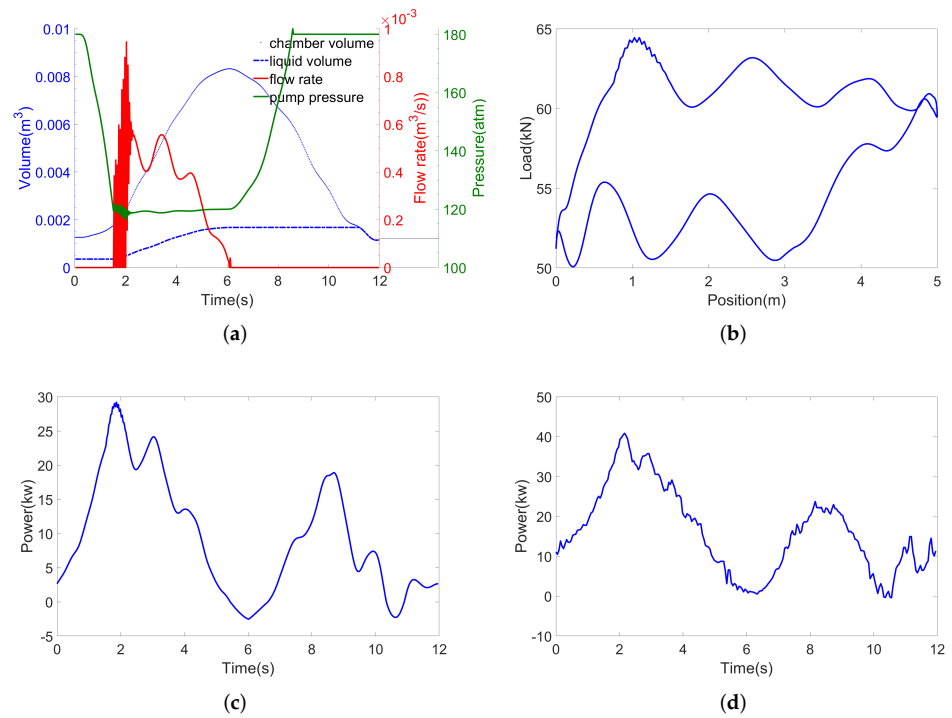 ×10⁻³
0.01
0.008
0.006
0.004
0.002
0
Volume(m³)
chamber volume
liquid volume
flow rate
pump pressure
1
0.8
0.6
0.4
0.2
0
Flow rate(m³/s))
180
160
140
120
100
Pressure(atm)
0 2 4 6 8 10 12
Time(s)
(a)
65
60
55
50
Load(kN)
0 1 2 3 4 5
Position(m)
(b)
30
25
20
15
10
5
0
-5
Power(kw)
0 2 4 6 8 10 12
Time(s)
(c)
50
40
30
20
10
0
-10
Power(kw)
0 2 4 6 8 10 12
Time(s)
(d)